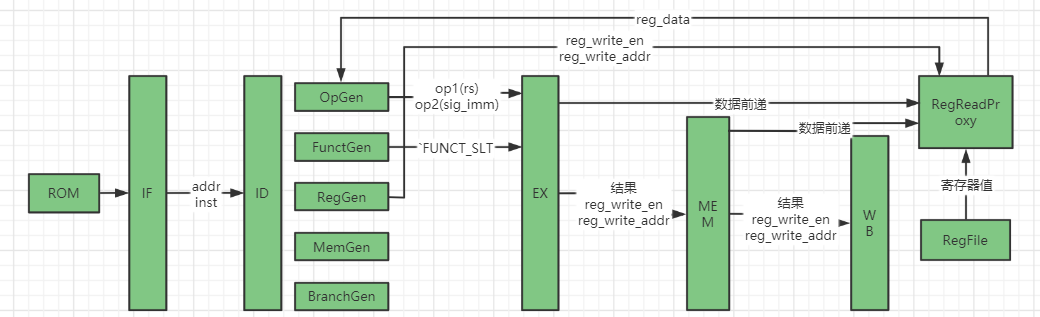 reg_data
reg_write_en
reg_write_addr
OpGen
op1(rs)
op2(sig_imm)
数据前递
RegReadPr
oxy
数据前递
FunctGen
`FUNCT_SLT
ROM
IF
addr
inst
ID
RegGen
EX
结果
reg_write_en
reg_write_addr
ME
M
结果
reg_write_en
reg_write_addr
W
B
寄存器值
RegFile
MemGen
BranchGen